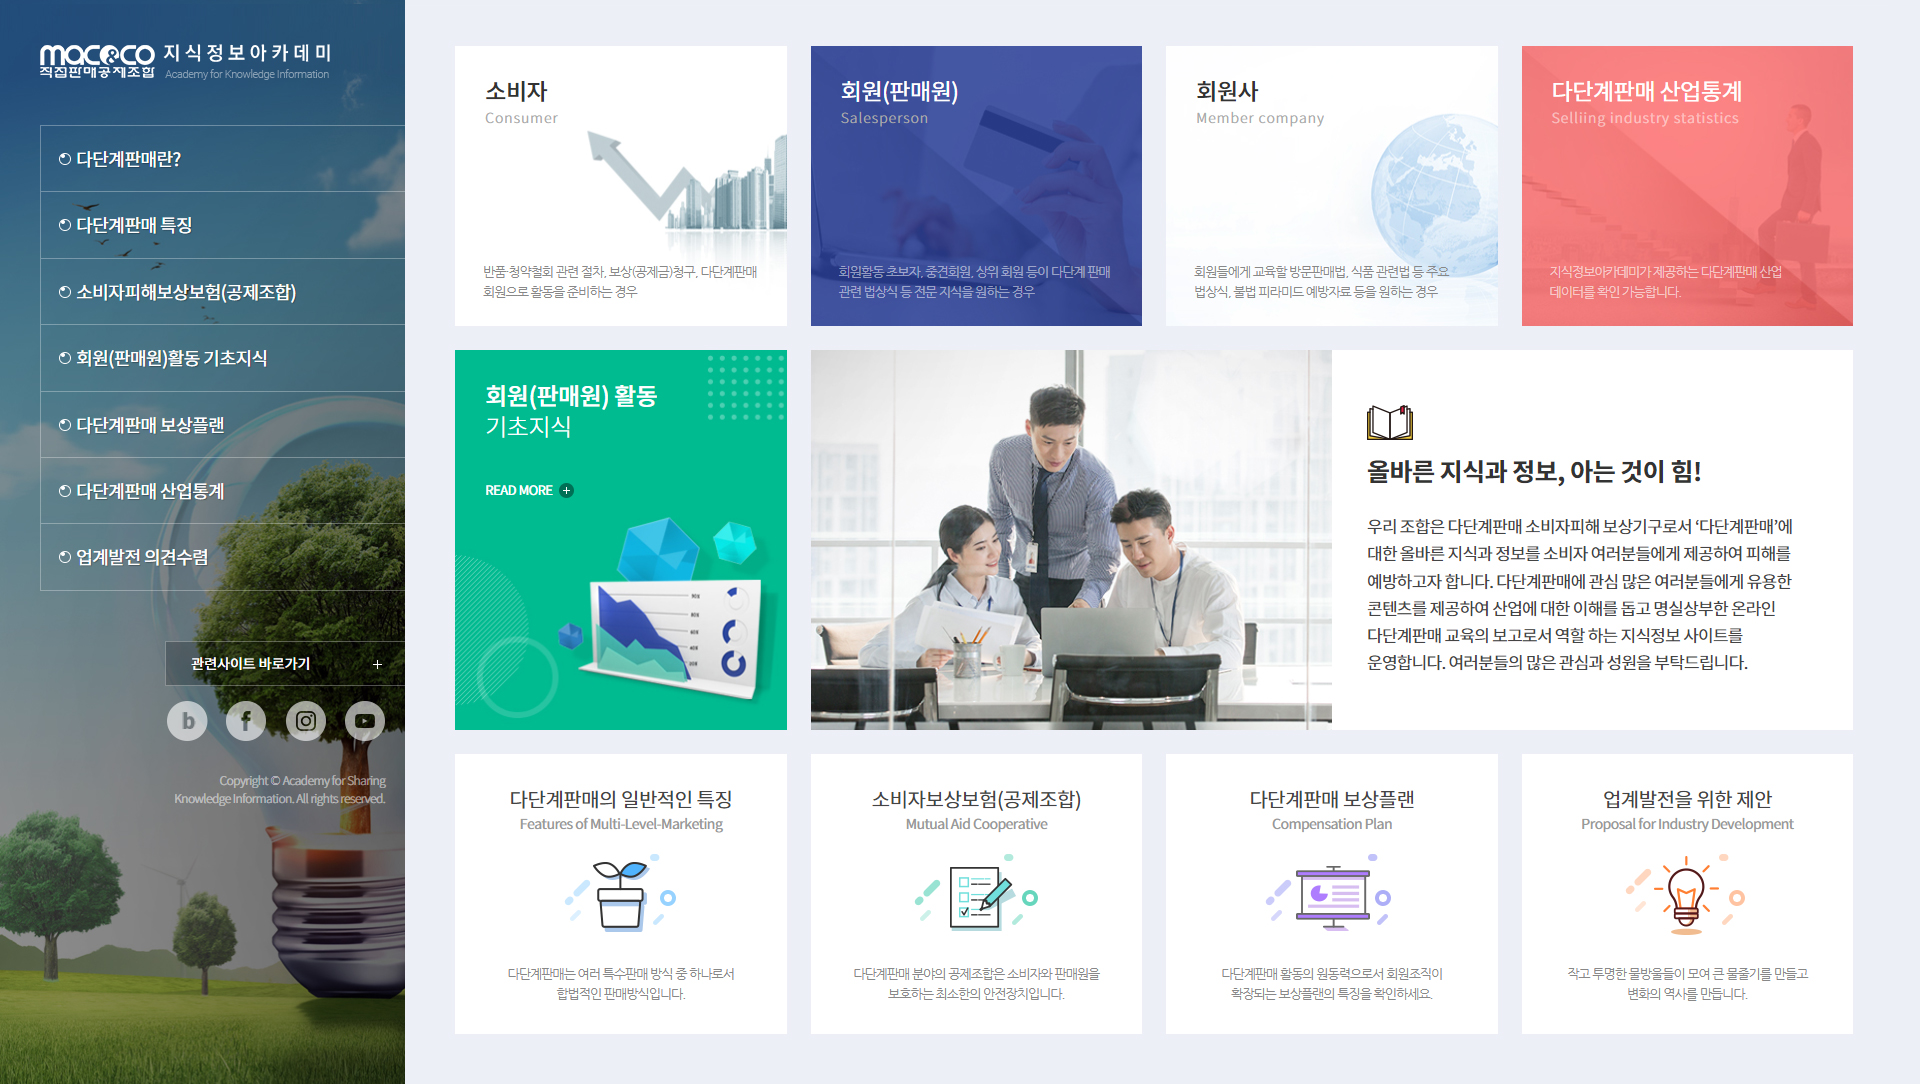 mac&co 지식정보아카데미
직접판매공제조합 Academy for Knowledge Information
다단계판매란?
다단계판매 특징
소비자피해보상보험(공제조합)
회원(판매원)활동 기초지식
다단계판매 보상플랜
다단계판매 산업통계
업계발전 의견수렴
관련사이트 바로가기 +
Copyright © Academy for Sharing
Knowledge Information. All rights reserved.
소비자
Consumer
반품·청약철회 관련 절차, 보상(공제금)청구, 다단계판매
회원으로 활동을 준비하는 경우
회원(판매원)
Salesperson
회원활동 초보자, 중견회원, 상위 회원 등이 다단계 판매
관련 법상식 등 전문 지식을 원하는 경우
회원사
Member company
회원들에게 교육할 방문판매법, 식품 관련법 등 주요
법상식, 불법 피라미드 예방자료 등을 원하는 경우
다단계판매 산업통계
Selliing industry statistics
지식정보아카데미가 제공하는 다단계판매 산업
데이터를 확인 가능합니다.
회원(판매원) 활동
기초지식
READ MORE
올바른 지식과 정보, 아는 것이 힘!
우리 조합은 다단계판매 소비자피해 보상기구로서 ‘다단계판매’에
대한 올바른 지식과 정보를 소비자 여러분들에게 제공하여 피해를
예방하고자 합니다. 다단계판매에 관심 많은 여러분들에게 유용한
콘텐츠를 제공하여 산업에 대한 이해를 돕고 명실상부한 온라인
다단계판매 교육의 보고로서 역할 하는 지식정보 사이트를
운영합니다. 여러분들의 많은 관심과 성원을 부탁드립니다.
다단계판매의 일반적인 특징
Features of Multi-Level-Marketing
다단계판매는 여러 특수판매 방식 중 하나로서
합법적인 판매방식입니다.
소비자보상보험(공제조합)
Mutual Aid Cooperative
다단계판매 분야의 공제조합은 소비자와 판매원을
보호하는 최소한의 안전장치입니다.
다단계판매 보상플랜
Compensation Plan
다단계판매 활동의 원동력으로서 회원조직이
확장되는 보상플랜의 특징을 확인하세요.
업계발전을 위한 제안
Proposal for Industry Development
작고 투명한 물방울들이 모여 큰 물줄기를 만들고
변화의 역사를 만듭니다.